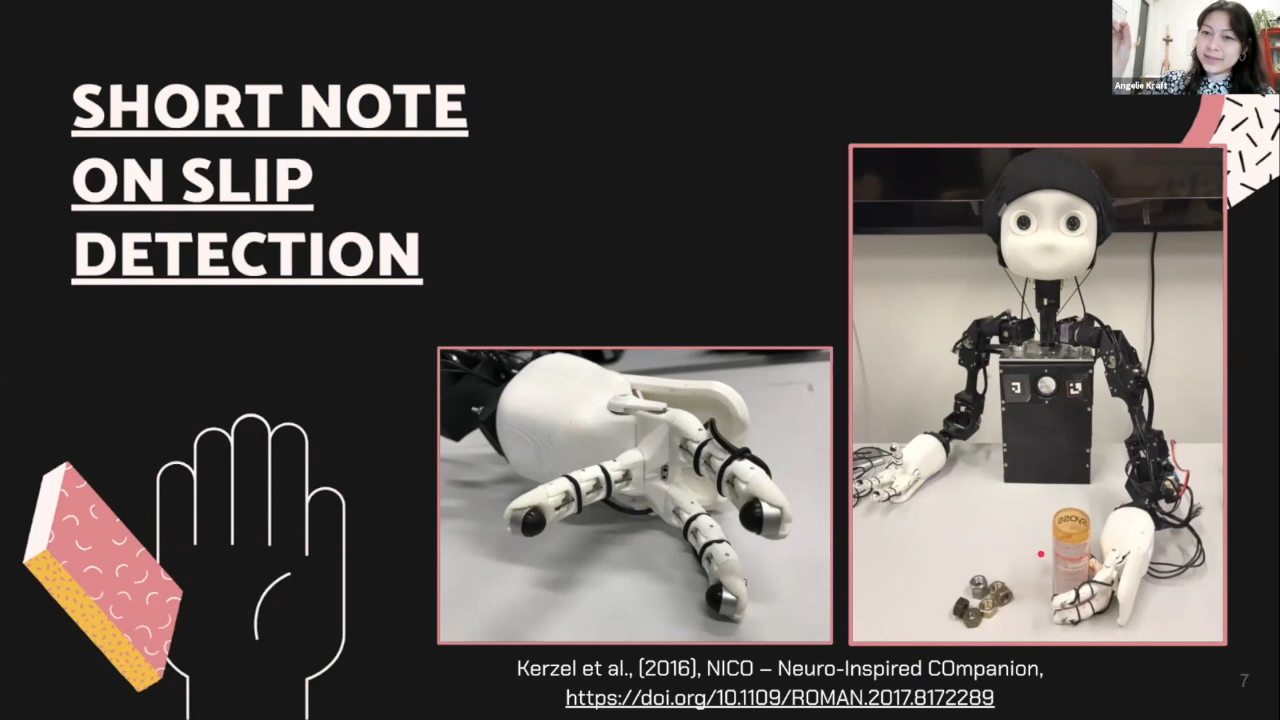 Angelie Kraft
SHORT NOTE
ON SLIP
DETECTION
Kerzel et al., (2016), NICO – Neuro-Inspired COmpanion,
https://doi.org/10.1109/ROMAN.2017.8172289
7